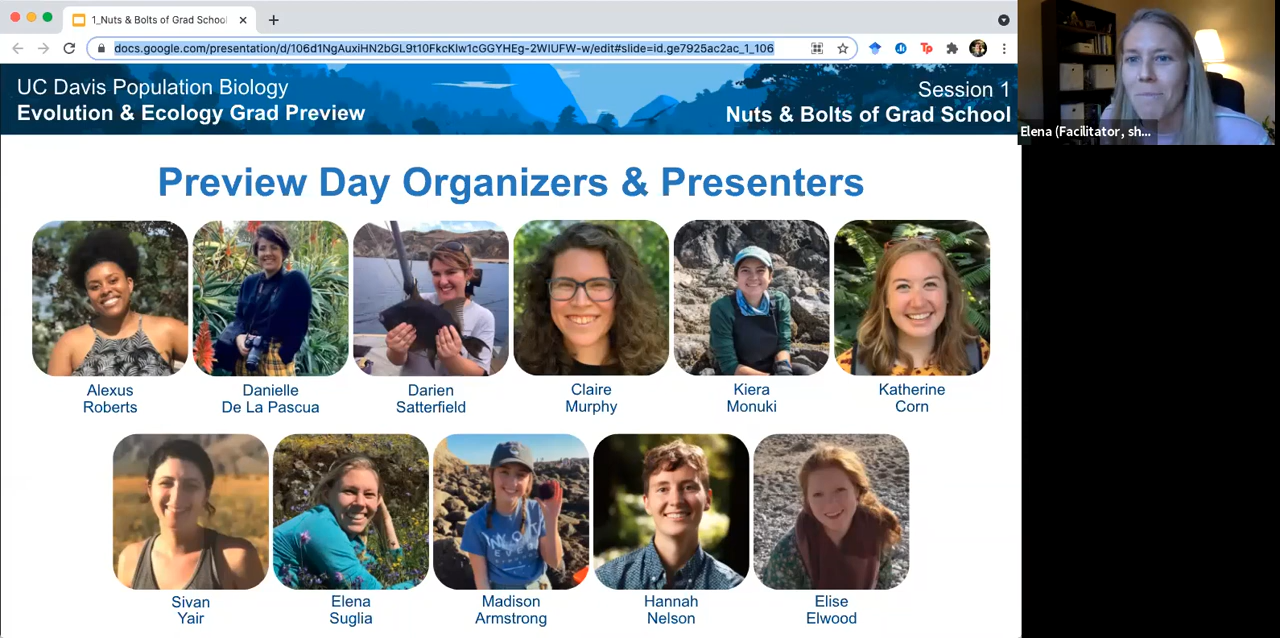 1_Nuts & Bolts of Grad School
docs.google.com/presentation/d/106d1NgAuxiHN2bGL9t10FkcKlw1cGGYHEg-2WIUFW-w/edit#slide=id.ge7925ac2ac_1_106
Tp
UC Davis Population Biology
Evolution & Ecology Grad Preview
Session 1
Nuts & Bolts of Grad School
Elena (Facilitator, sh...
Preview Day Organizers & Presenters
Alexus
Roberts
Danielle
De La Pascua
Darien
Satterfield
Claire
Murphy
Kiera
Monuki
Katherine
Corn
Sivan
Yair
Elena
Suglia
Madison
Armstrong
Hannah
Nelson
Elise
Elwood